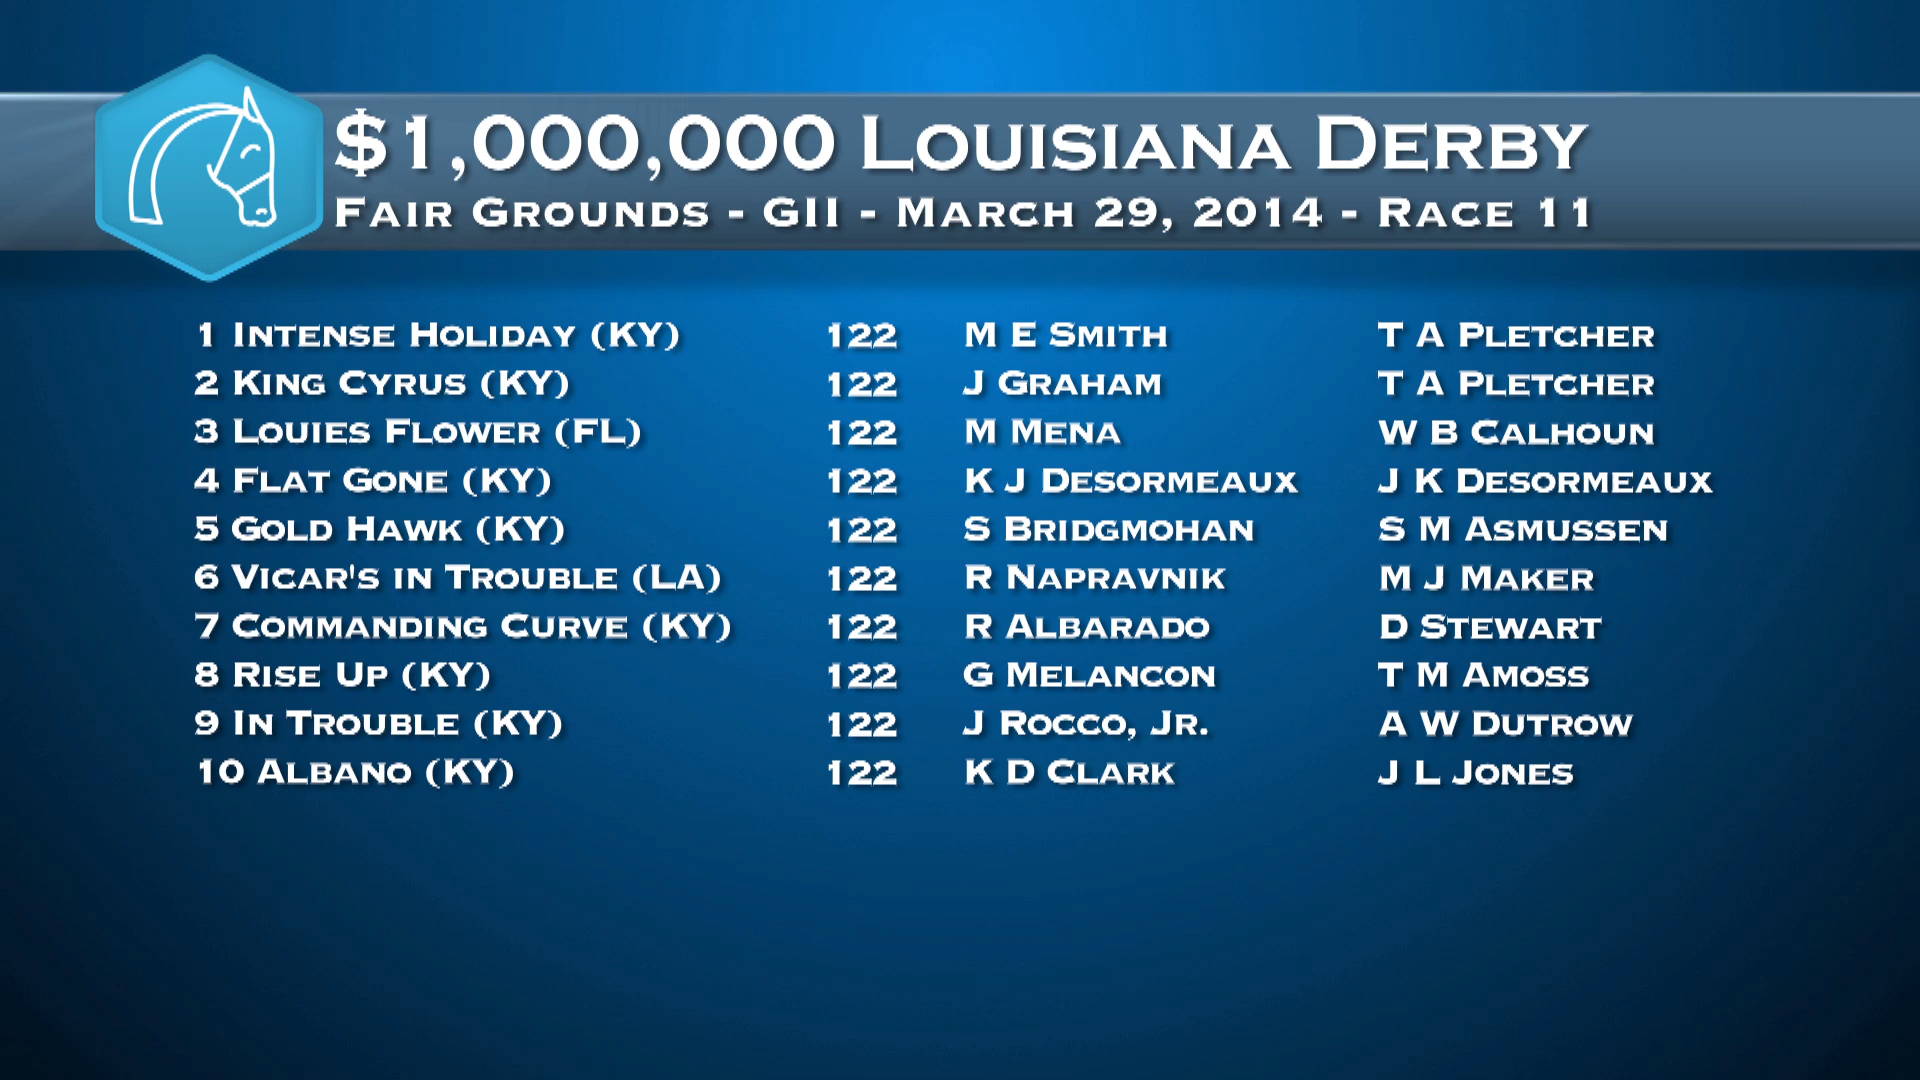 $1,000,000 Louisiana Derby
Fair Grounds - GII - March 29, 2014 - Race 11
1 Intense Holiday (KY) 122 M E Smith T A Pletcher
2 King Cyrus (KY) 122 J Graham T A Pletcher
3 Louies Flower (FL) 122 M Mena W B Calhoun
4 Flat Gone (KY) 122 K J Desormeaux J K Desormeaux
5 Gold Hawk (KY) 122 S Bridgmohan S M Asmussen
6 Vicar's in Trouble (LA) 122 R Napravnik M J Maker
7 Commanding Curve (KY) 122 R Albarado D Stewart
8 Rise Up (KY) 122 G Melancon T M Amoss
9 In Trouble (KY) 122 J Rocco, Jr. A W Dutrow
10 Albano (KY) 122 K D Clark J L Jones